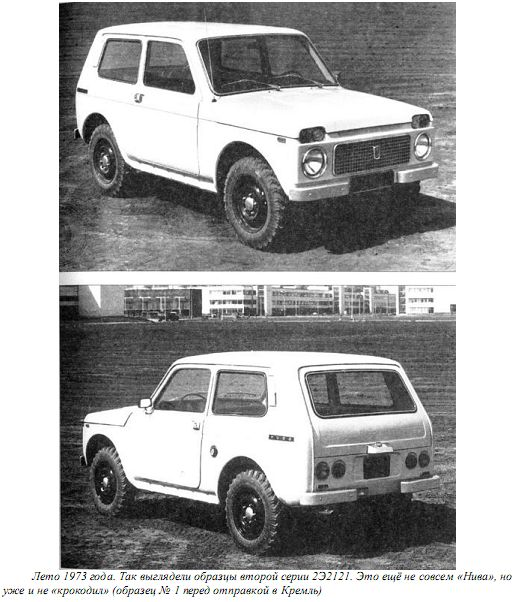 Лето 1973 года. Так выглядели образцы второй серии 2Э2121. Это ещё не совсем «Нива», но
уже и не «крокодил» (образец № 1 перед отправкой в Кремль)